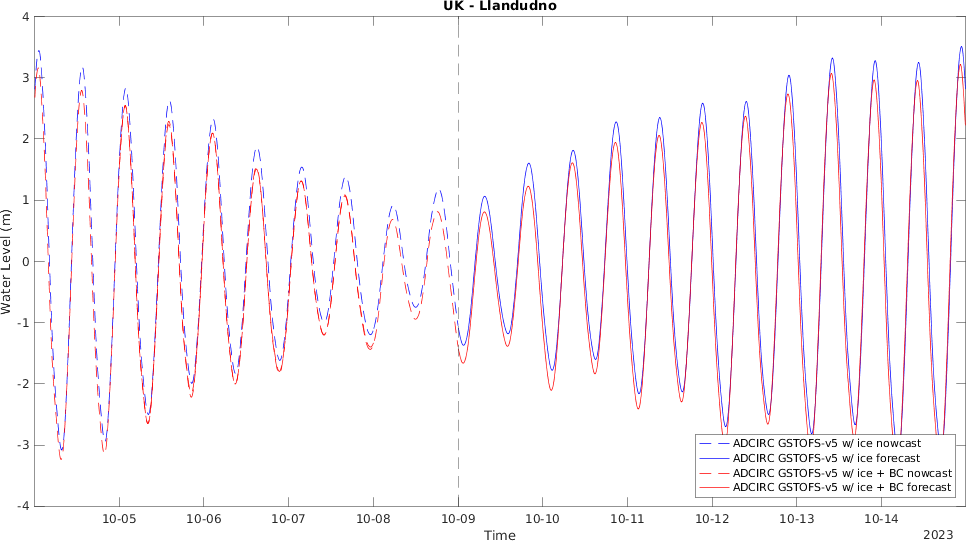 UK - Llandudno
4
3
2
1
0
-1
-2
-3
-4
Water Level (m)
ADCIRC GSTOFS-v5 w/ ice nowcast
ADCIRC GSTOFS-v5 w/ ice forecast
ADCIRC GSTOFS-v5 w/ ice + BC nowcast
ADCIRC GSTOFS-v5 w/ ice + BC forecast
10-05 10-06 10-07 10-08 10-09 10-10 10-11 10-12 10-13 10-14
Time
2023